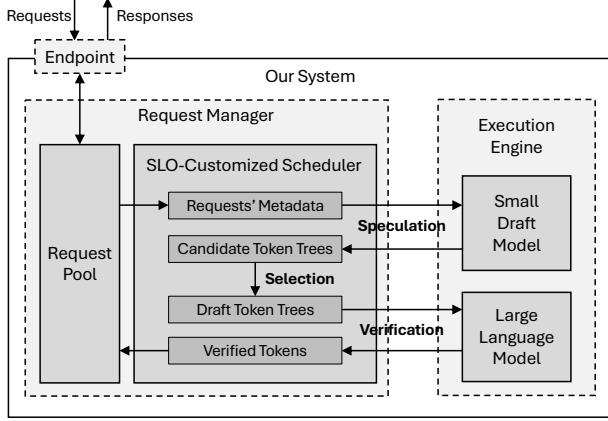 Requests
Responses
Endpoint
Our System
Request Manager
Execution
Engine
SLO-Customized Scheduler
Requests' Metadata
Small
Draft
Model
Speculation
Candidate Token Trees
Request
Pool
Selection
Draft Token Trees
Large
Language
Model
Verification
Verified Tokens